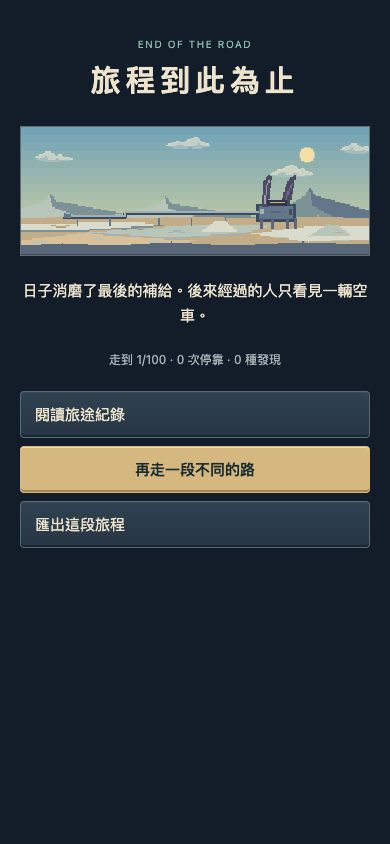 END OF THE ROAD
旅程到此為止
日子消磨了最後的補給。後來經過的人只看見一輛空
車。
走到 1/100 · 0 次停靠 · 0 種發現
閱讀旅途紀錄
再走一段不同的路
匯出這段旅程